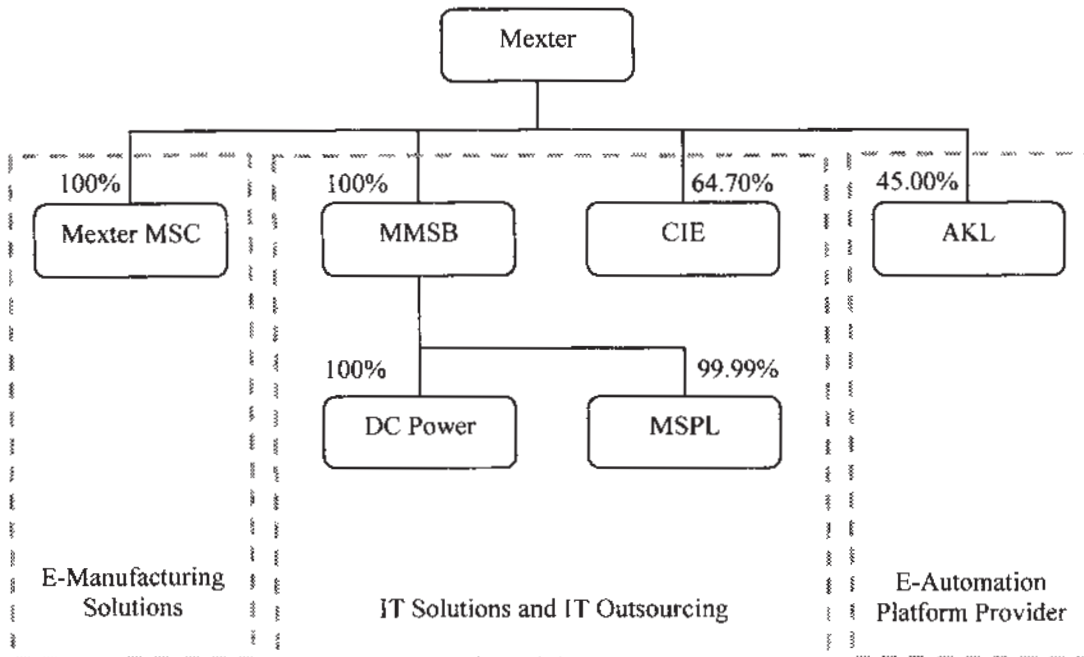 Mexter
100%
100%
64.70%
45.00%
Mexter MSC
MMSB
CIE
AKL
100%
99.99%
DC Power
MSPL
E-Manufacturing
Solutions
IT Solutions and IT Outsourcing
E-Automation
Platform Provider